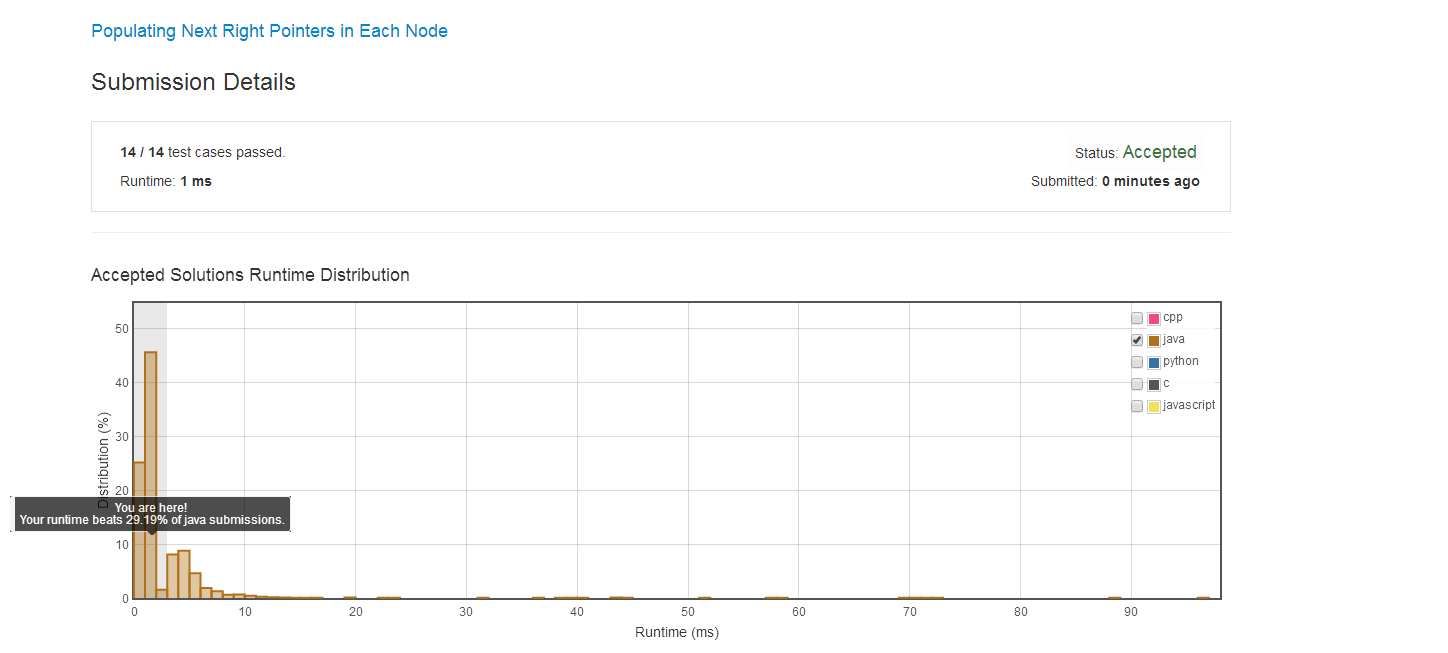 Populating Next Right Pointers in Each Node
Submission Details
14 / 14 test cases passed.
Status: Accepted
Runtime: 1 ms
Submitted: 0 minutes ago
Accepted Solutions Runtime Distribution
cpp
java
python
c
javascript
Distribution (%)
50
40
30
20
10
0
You are here!
Your runtime beats 29.19% of java submissions.
0 10 20 30 40 50 60 70 80 90
Runtime (ms)